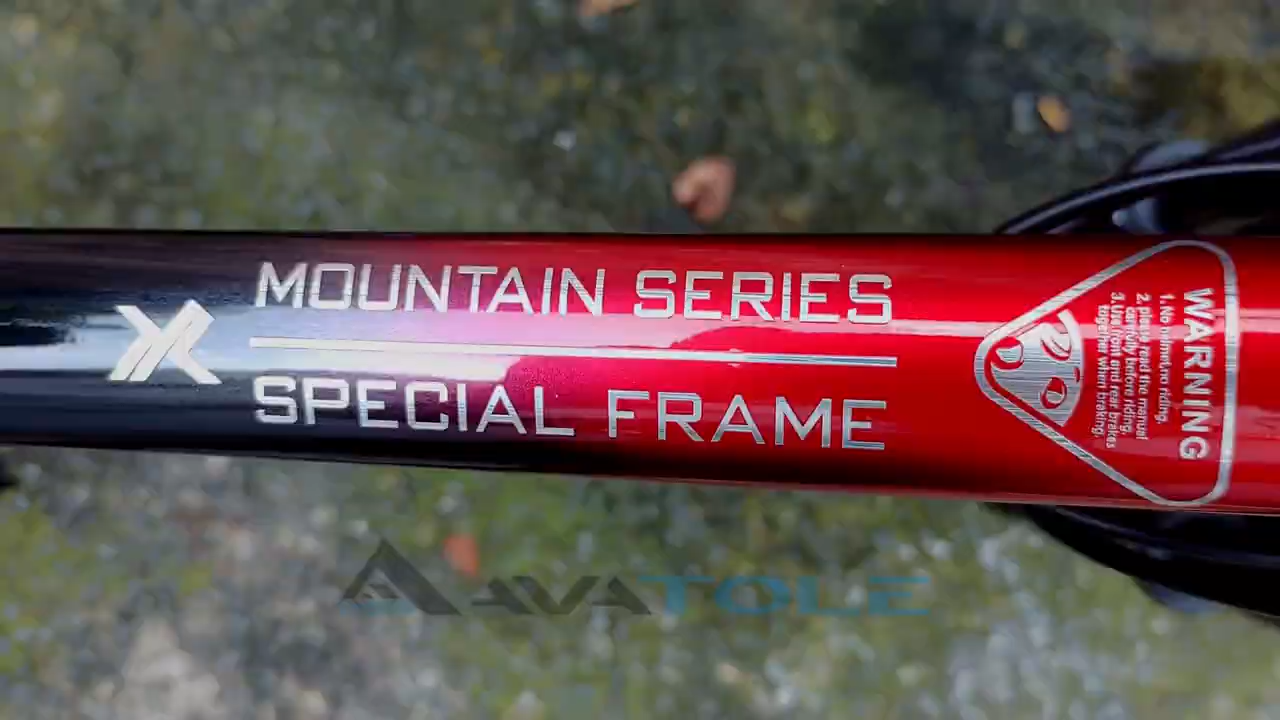 MOUNTAIN SERIES
X
SPECIAL FRAME
WARNING
1. No helmet,no riding.
2. please read the manual
carefully before riding.
3. Use front and rear brakes
together when braking.
AVATOLE